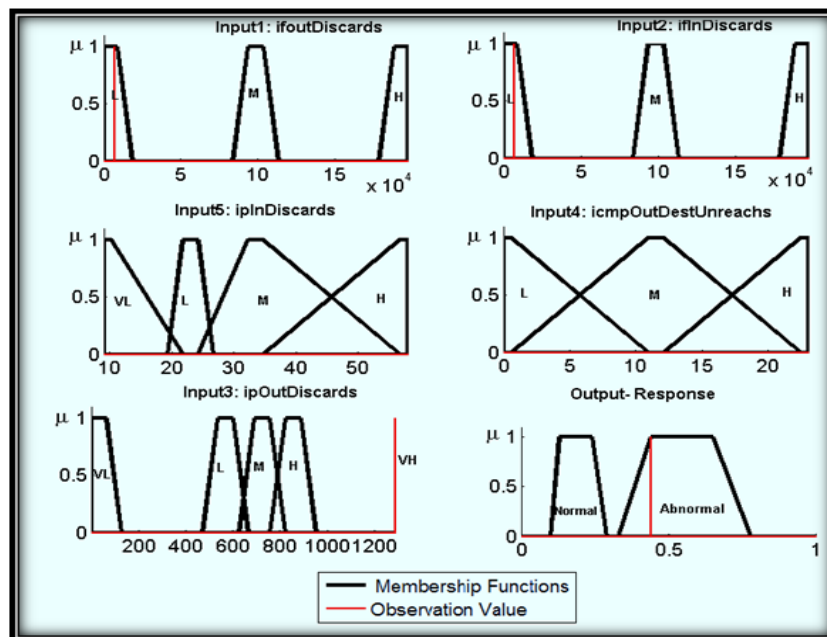 Input1: ifoutDiscards
μ 1
0.5
0
L
M
H
0 5 10 15
x 10^4
Input2: ifInDiscards
μ 1
0.5
0
L
M
H
0 5 10 15
x 10^4
Input5: ipInDiscards
μ 1
0.5
0
VL
L
M
H
10 20 30 40 50
Input4: icmpOutDestUnreachs
μ 1
0.5
0
L
M
H
0 5 10 15 20
Input3: ipOutDiscards
μ 1
0.5
0
VL
L
M
H
VH
200 400 600 800 1000 1200
Output- Response
μ 1
0.5
0
Normal
Abnormal
0 0.5 1
Membership Functions
Observation Value